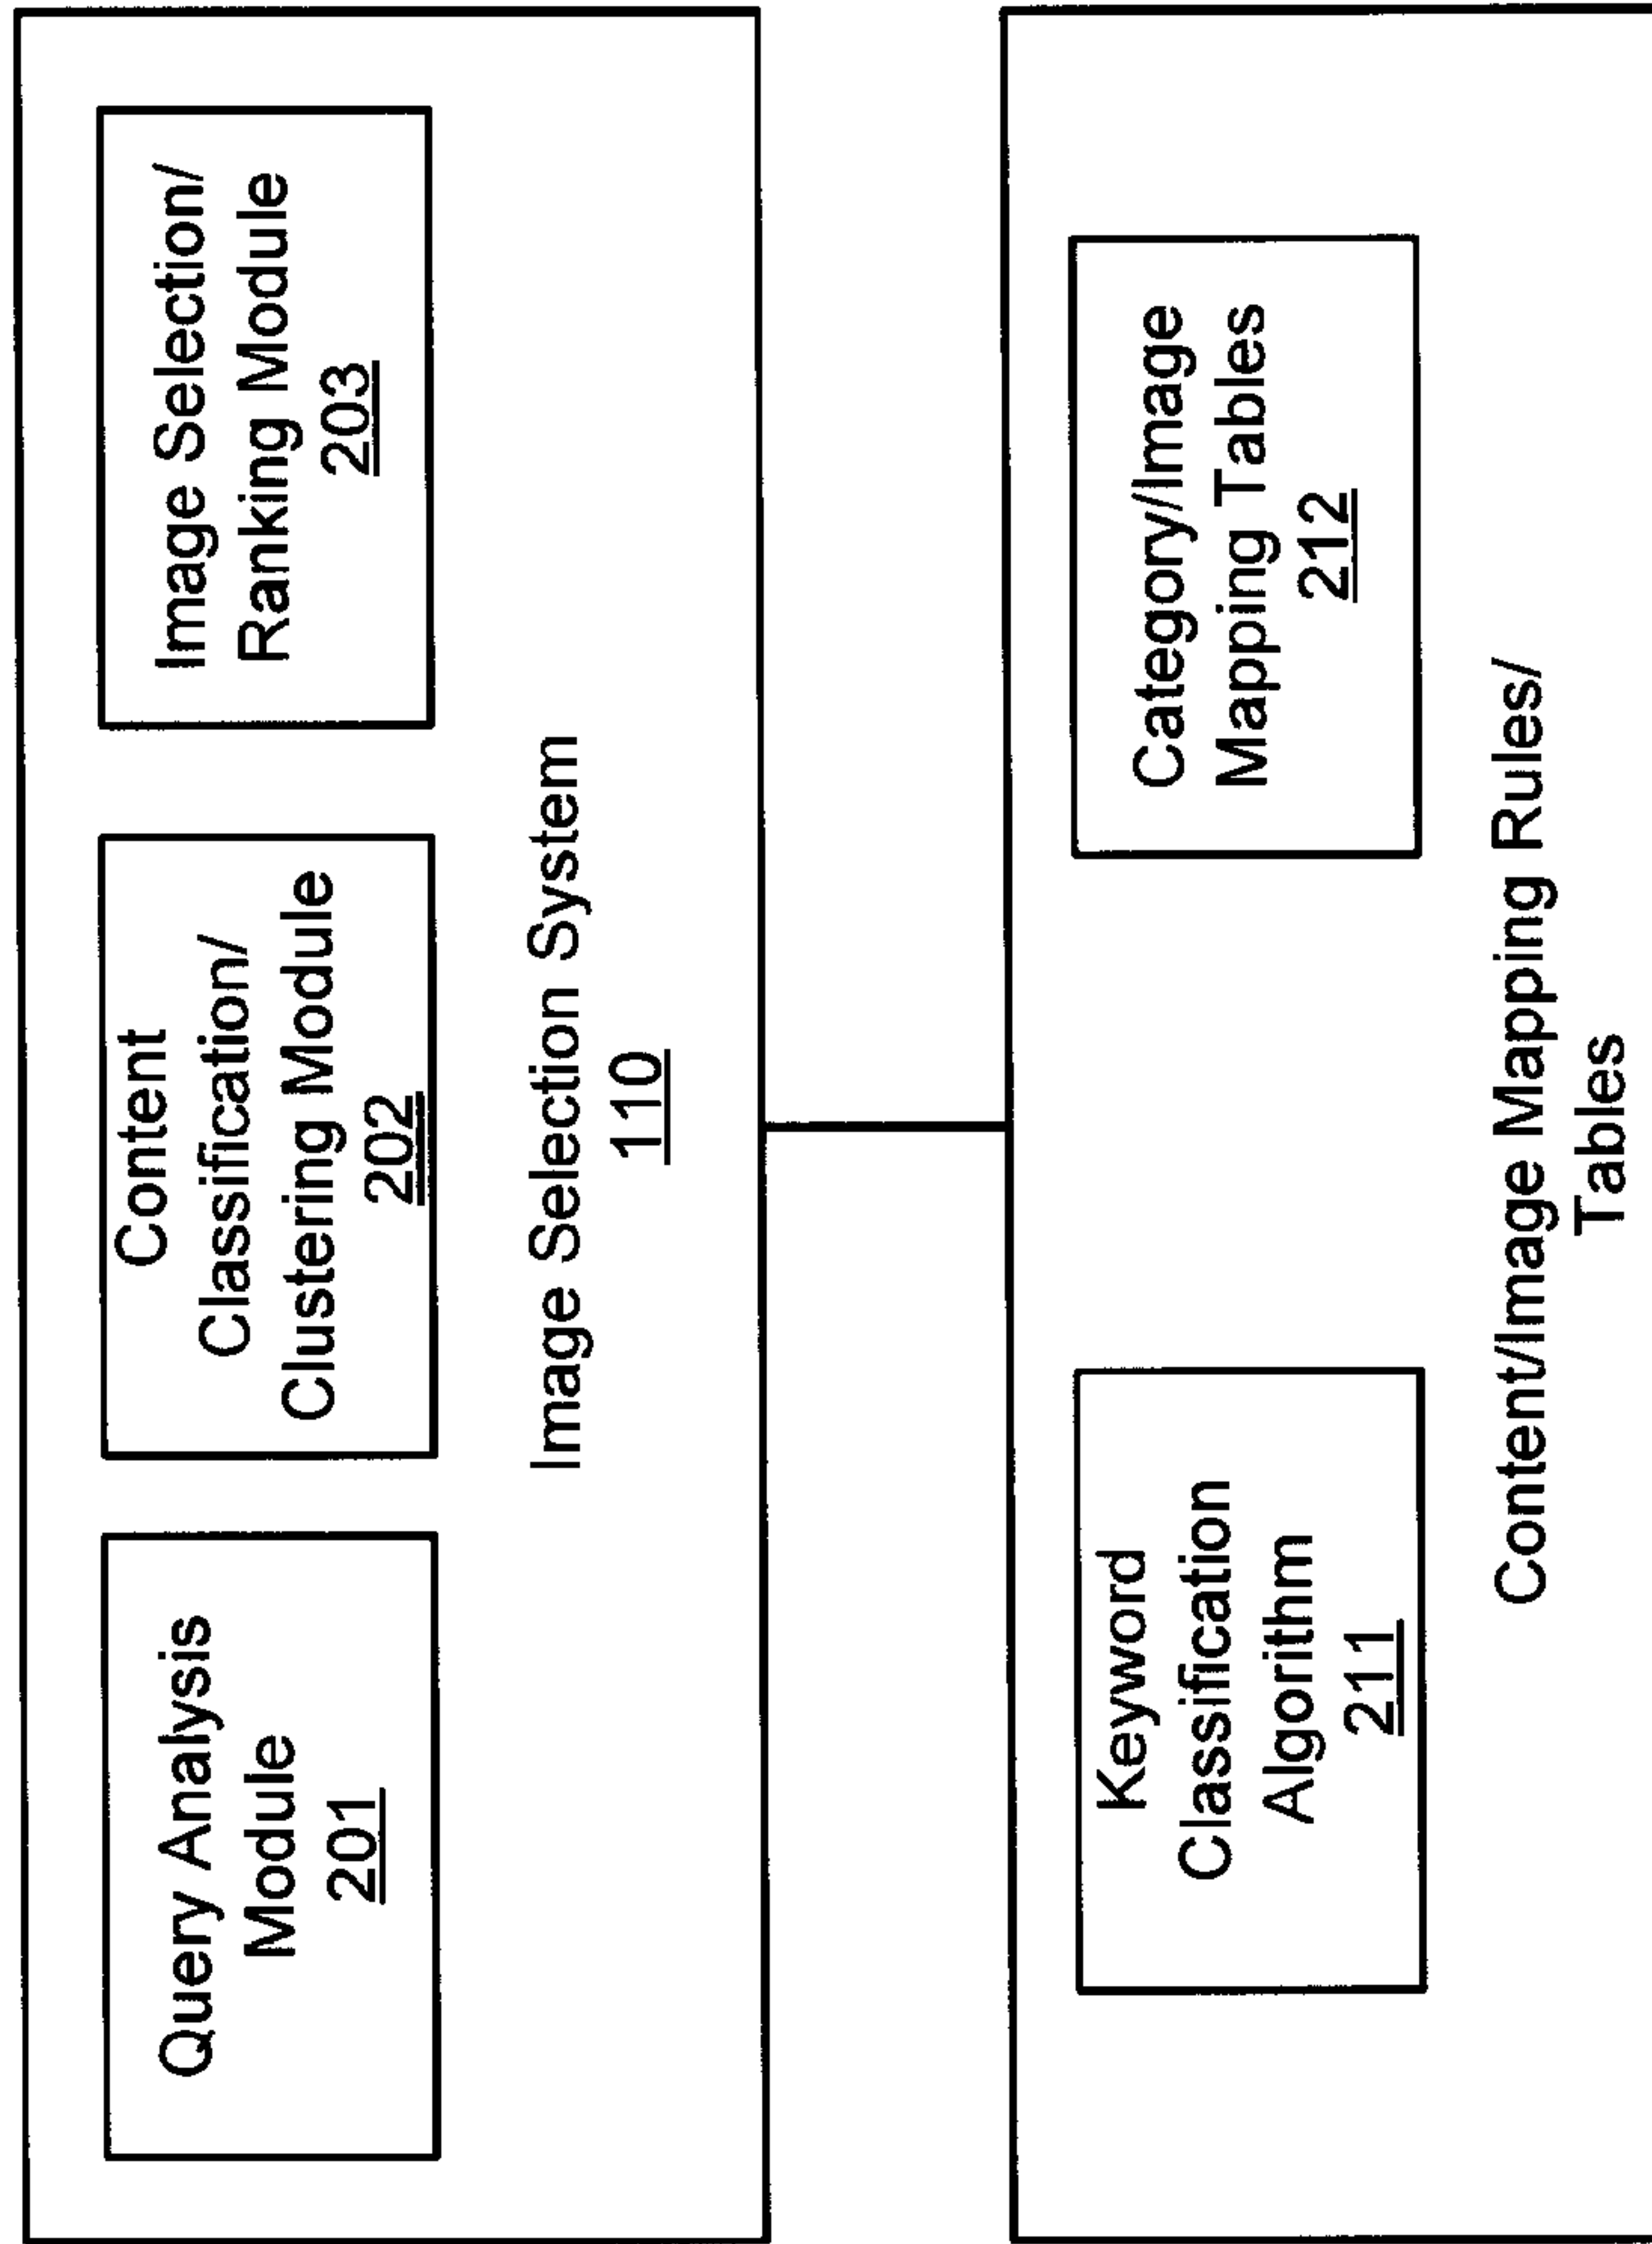 Query Analysis
Module
201
Content
Classification/
Clustering Module
202
Image Selection/
Ranking Module
203
Image Selection System
110
Keyword
Classification
Algorithm
211
Category/Image
Mapping Tables
212
Content/Image Mapping Rules/
Tables